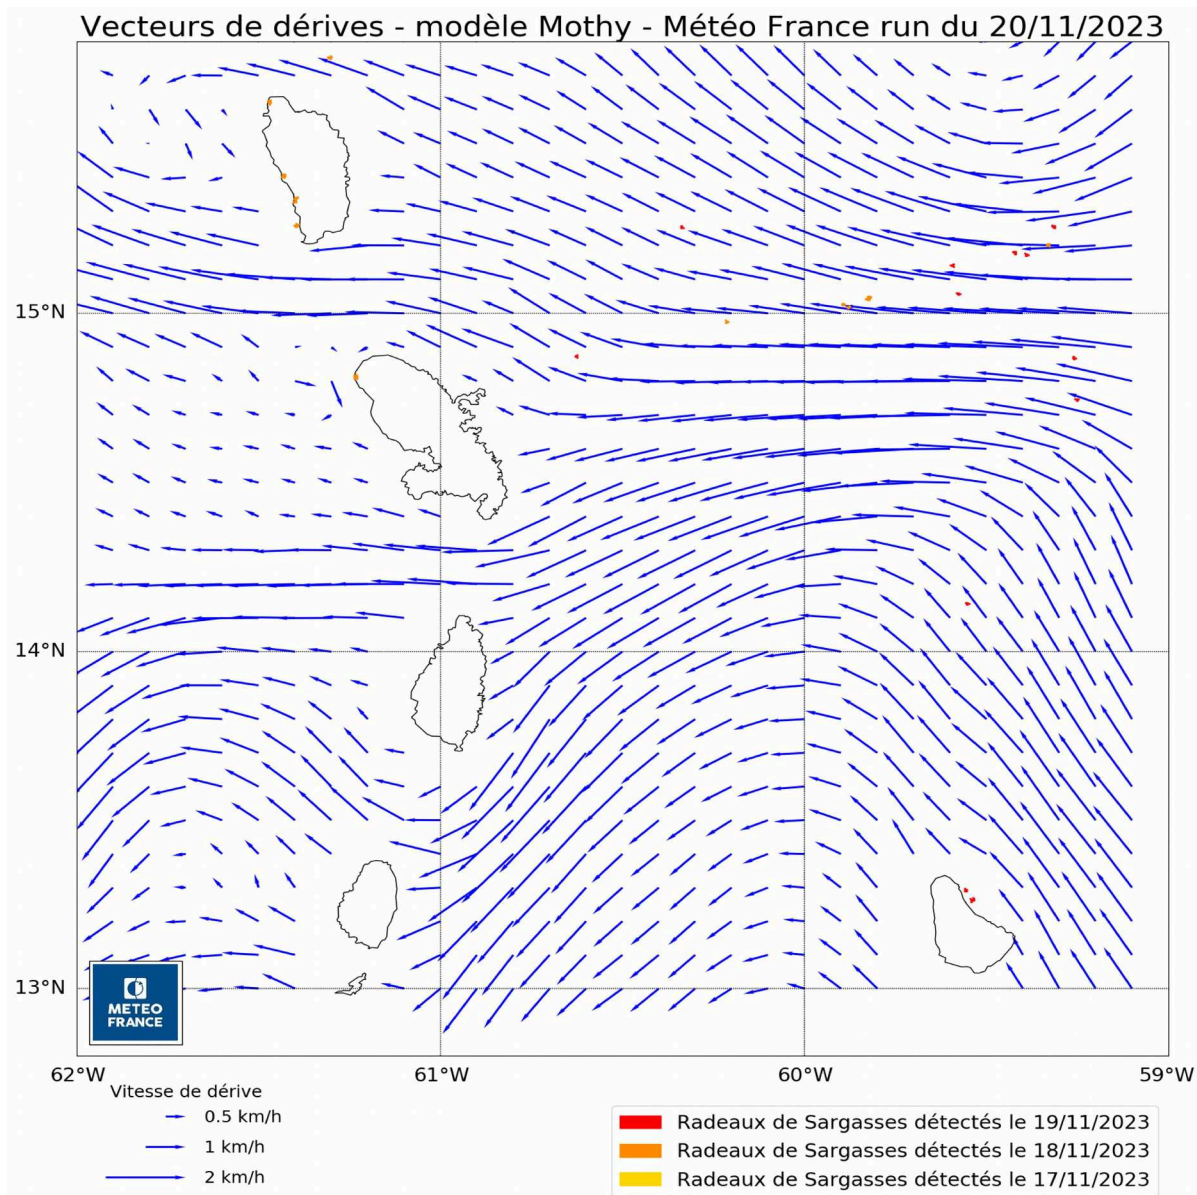 Vecteurs de dérives - modèle Mothy - Météo France run du 20/11/2023
15°N
14°N
13°N
METEO
FRANCE
62°W
61°W
60°W
59°W
Vitesse de dérive
0.5 km/h
1 km/h
2 km/h
Radeaux de Sargasses détectés le 19/11/2023
Radeaux de Sargasses détectés le 18/11/2023
Radeaux de Sargasses détectés le 17/11/2023